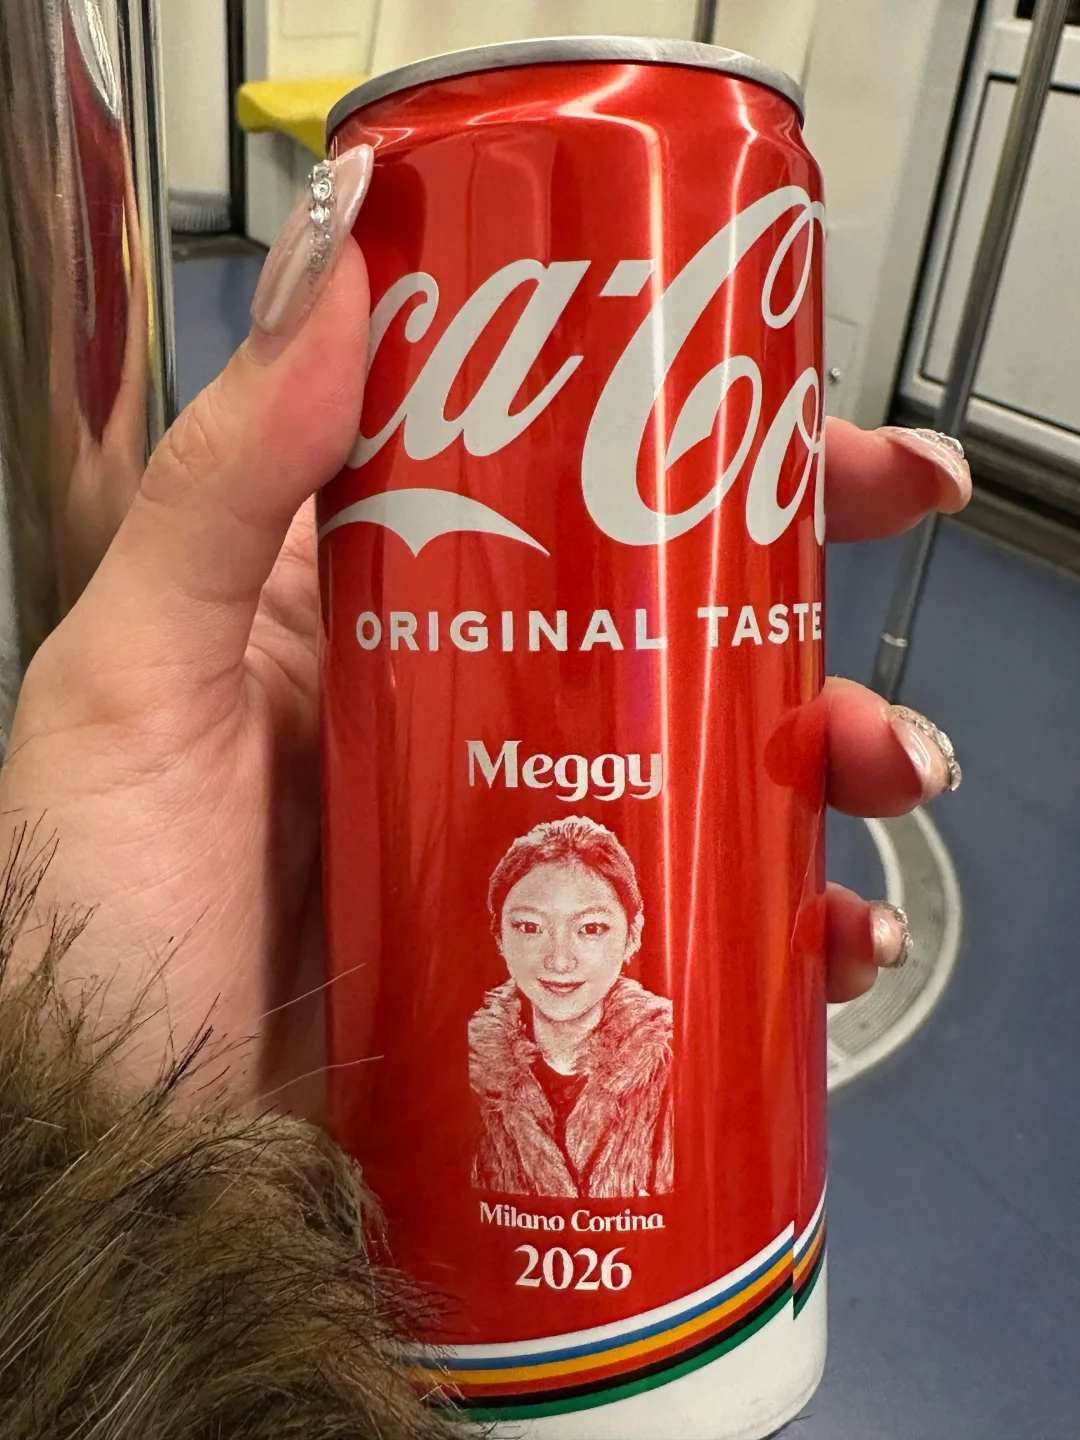 ca-Co
ORIGINAL TASTE
Meggy
Milano Cortina
2026